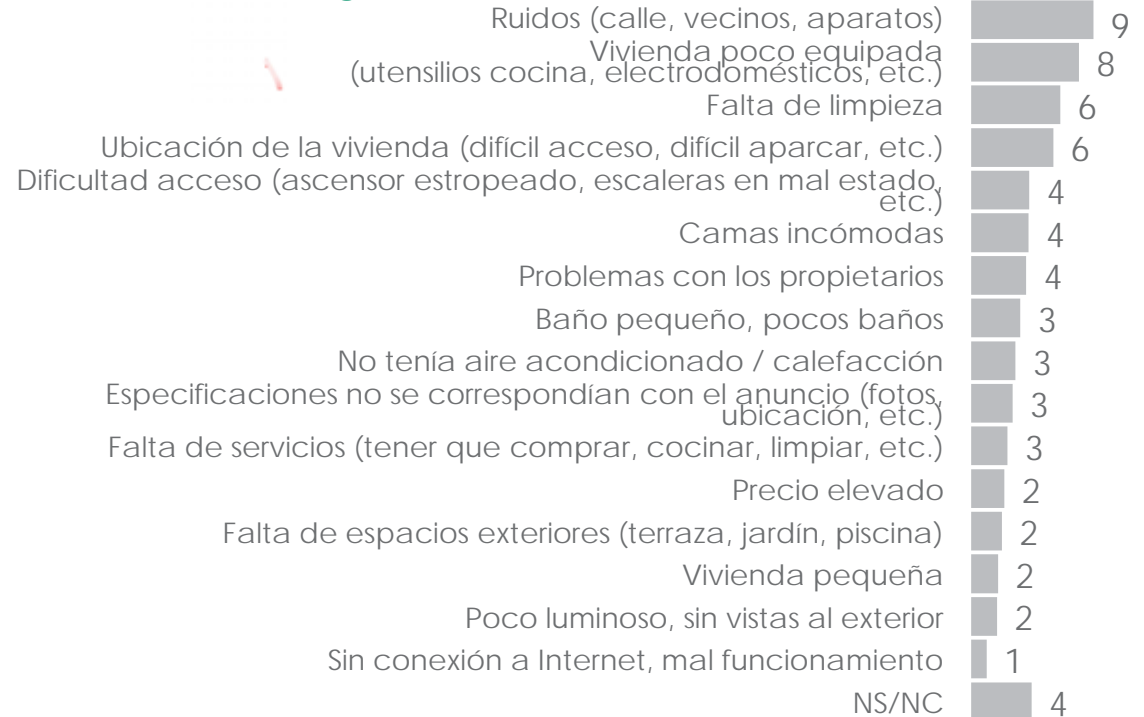 Ruidos (calle, vecinos, aparatos) 9
Vivienda poco equipada
(utensilios cocina, electrodomésticos, etc.) 8
Falta de limpieza 6
Ubicación de la vivienda (difícil acceso, difícil aparcar, etc.) 6
Dificultad acceso (ascensor estropeado, escaleras en mal estado,
etc.) 4
Camas incómodas 4
Problemas con los propietarios 4
Baño pequeño, pocos baños 3
No tenía aire acondicionado / calefacción 3
Especificaciones no se correspondían con el anuncio (fotos,
ubicación, etc.) 3
Falta de servicios (tener que comprar, cocinar, limpiar, etc.) 3
Precio elevado 2
Falta de espacios exteriores (terraza, jardín, piscina) 2
Vivienda pequeña 2
Poco luminoso, sin vistas al exterior 2
Sin conexión a Internet, mal funcionamiento 1
NS/NC 4